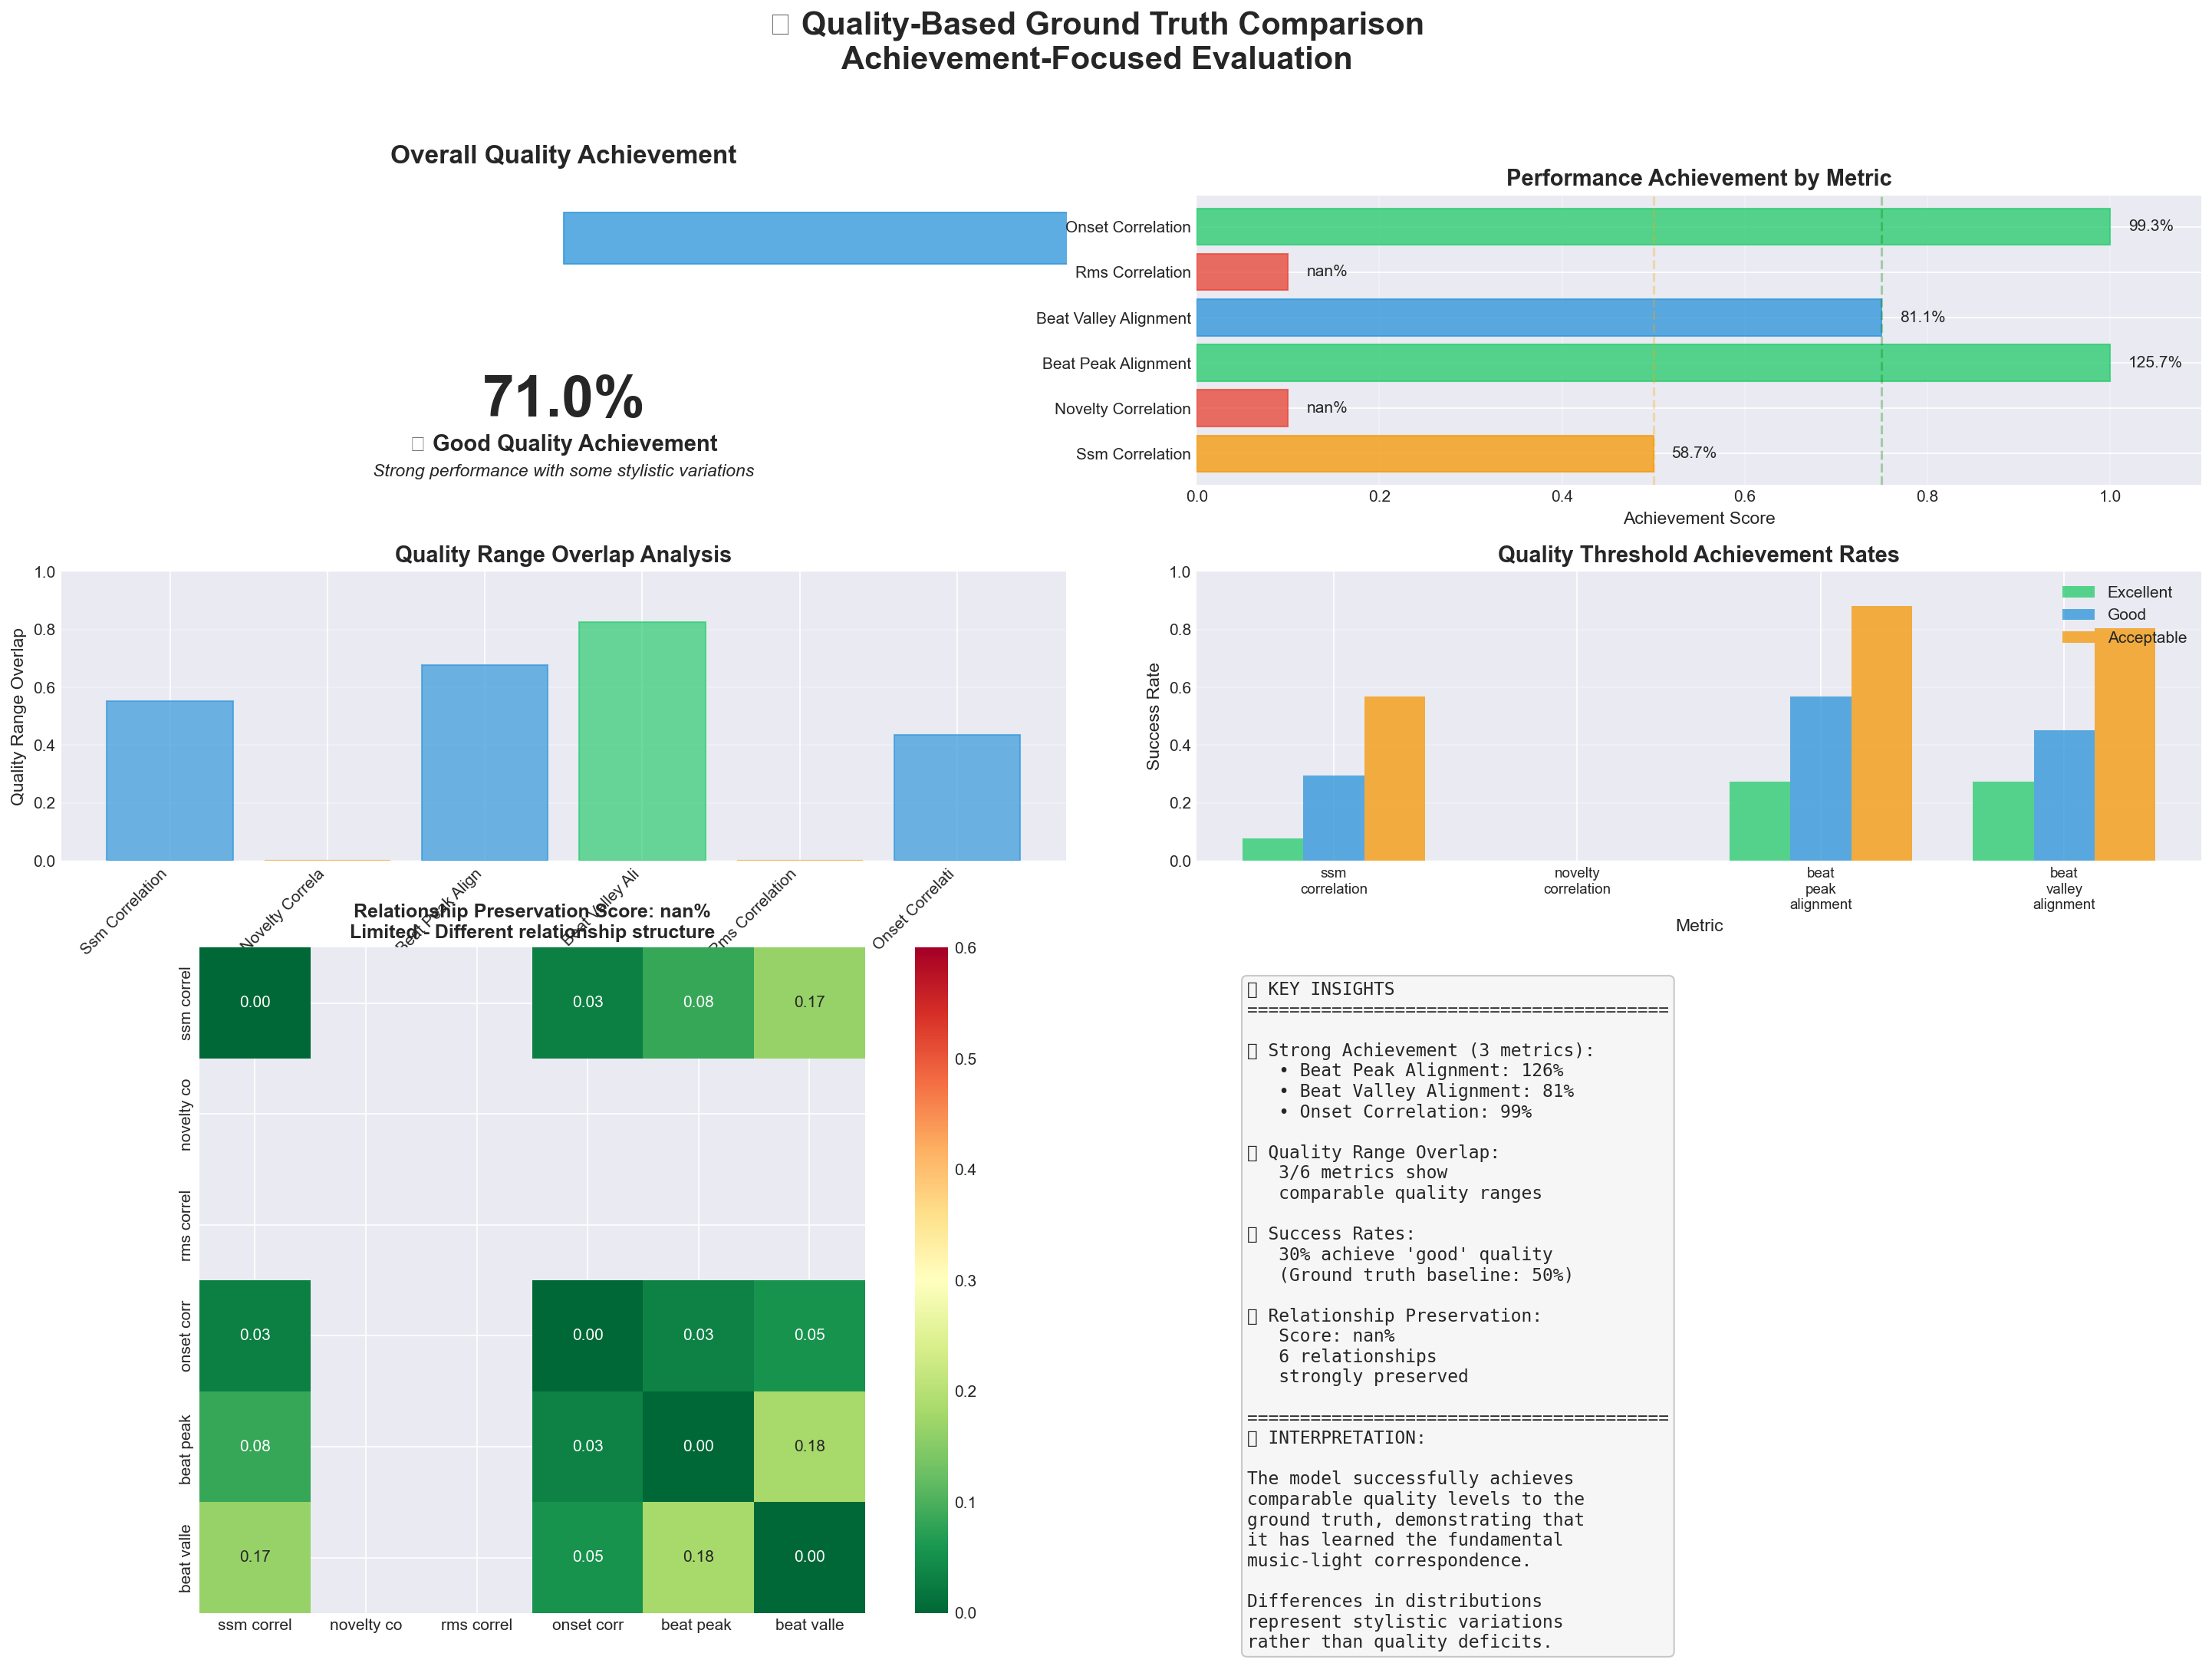 Quality-Based Ground Truth Comparison
Achievement-Focused Evaluation
Overall Quality Achievement
71.0%
Good Quality Achievement
Strong performance with some stylistic variations
Performance Achievement by Metric
Onset Correlation
99.3%
Rms Correlation
nan%
Beat Valley Alignment
81.1%
Beat Peak Alignment
125.7%
Novelty Correlation
nan%
Ssm Correlation
58.7%
0.0 0.2 0.4 0.6 0.8 1.0
Achievement Score
Quality Range Overlap Analysis
Quality Range Overlap
1.0
0.8
0.6
0.4
0.2
0.0
Ssm Correlation
Novelty Correla
Beat Peak Align
Beat Valley Ali
Rms Correlation
Onset Correlati
Quality Threshold Achievement Rates
Success Rate
1.0
0.8
0.6
0.4
0.2
0.0
Excellent
Good
Acceptable
ssm
correlation
novelty
correlation
beat
peak
alignment
beat
valley
alignment
Metric
Relationship Preservation Score: nan%
Limited - Different relationship structure
ssm correl
0.00 0.03 0.08 0.17
novelty co
rms correl
onset corr
0.03 0.00 0.03 0.05
beat peak
0.08 0.03 0.00 0.18
beat valle
0.17 0.05 0.18 0.00
ssm correl novelty co rms correl onset corr beat peak beat valle
0.6
0.5
0.4
0.3
0.2
0.1
0.0
KEY INSIGHTS
========================================
Strong Achievement (3 metrics):
• Beat Peak Alignment: 126%
• Beat Valley Alignment: 81%
• Onset Correlation: 99%
Quality Range Overlap:
3/6 metrics show
comparable quality ranges
Success Rates:
30% achieve 'good' quality
(Ground truth baseline: 50%)
Relationship Preservation:
Score: nan%
6 relationships
strongly preserved
========================================
INTERPRETATION:
The model successfully achieves
comparable quality levels to the
ground truth, demonstrating that
it has learned the fundamental
music-light correspondence.
Differences in distributions
represent stylistic variations
rather than quality deficits.